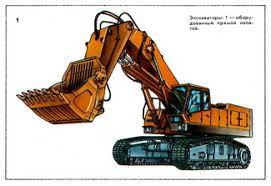 1
Экскаваторы: 1 — обору-
дованный прямой лопа-
той.